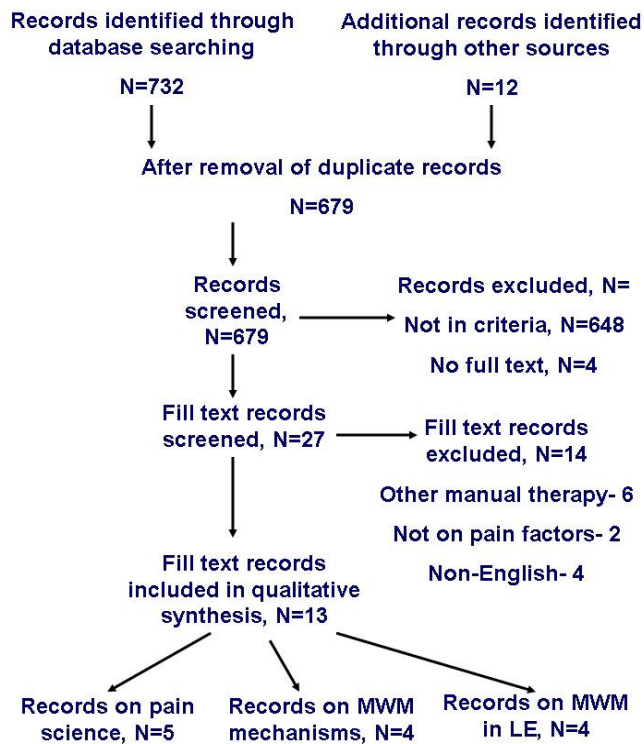 Records identified through
database searching
N=732
Additional records identified
through other sources
N=12
After removal of duplicate records
N=679
Records
screened,
N=679
Records excluded, N=
Not in criteria, N=648
No full text, N=4
Fill text records
screened, N=27
Fill text records
excluded, N=14
Other manual therapy- 6
Not on pain factors- 2
Non-English- 4
Fill text records
included in qualitative
synthesis, N=13
Records on pain
science, N=5
Records on MWM
mechanisms, N=4
Records on MWM
in LE, N=4